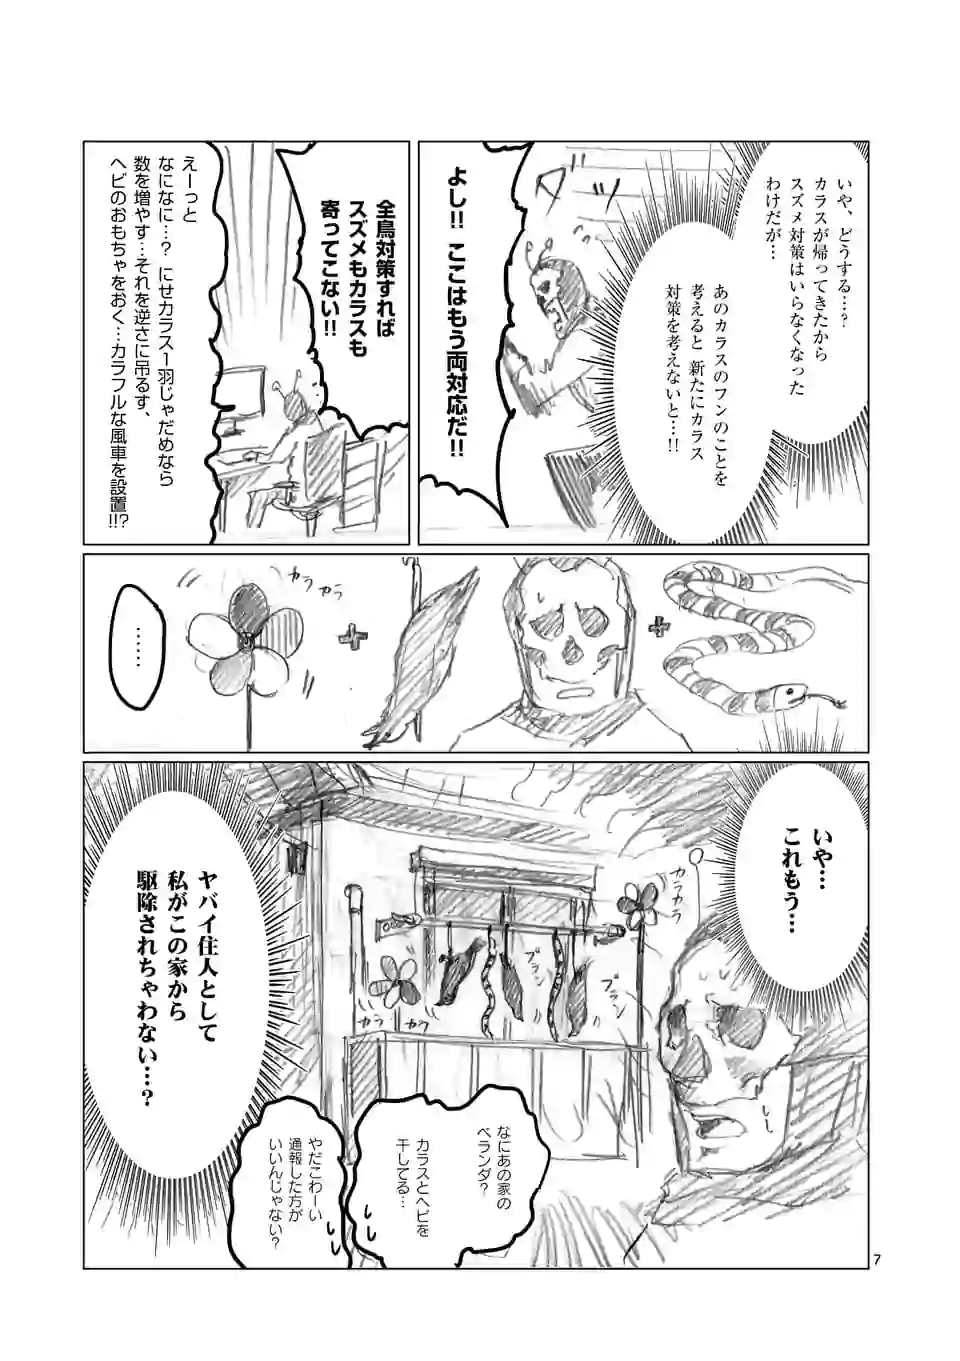 いや、どうする…?
カラスが帰ってきたから
スズメ対策はいらなくなった
わけだが…
あのカラスのフンのことを
考えると 新たにカラス
対策を考えないと…!!
よし!! ここはもう両対応だ!!
全鳥対策すれば
スズメもカラスも
寄ってこない!!
えーっと
なになに…? にせカラス1羽じゃだめなら
数を増やす…それを逆さに吊るす、
ヘビのおもちゃをおく…カラフルな風車を設置!!?
+
+
カラ
カラ
……
いや…
これもう…
カラカラ
ブラン
ブラン
カラ
カラ
ヤバイ住人として
私がこの家から
駆除されちゃわない…?
なにあの家の
ベランダ?
カラスとヘビを
干してる…
やだこわーい
通報した方が
いいんじゃない?
7